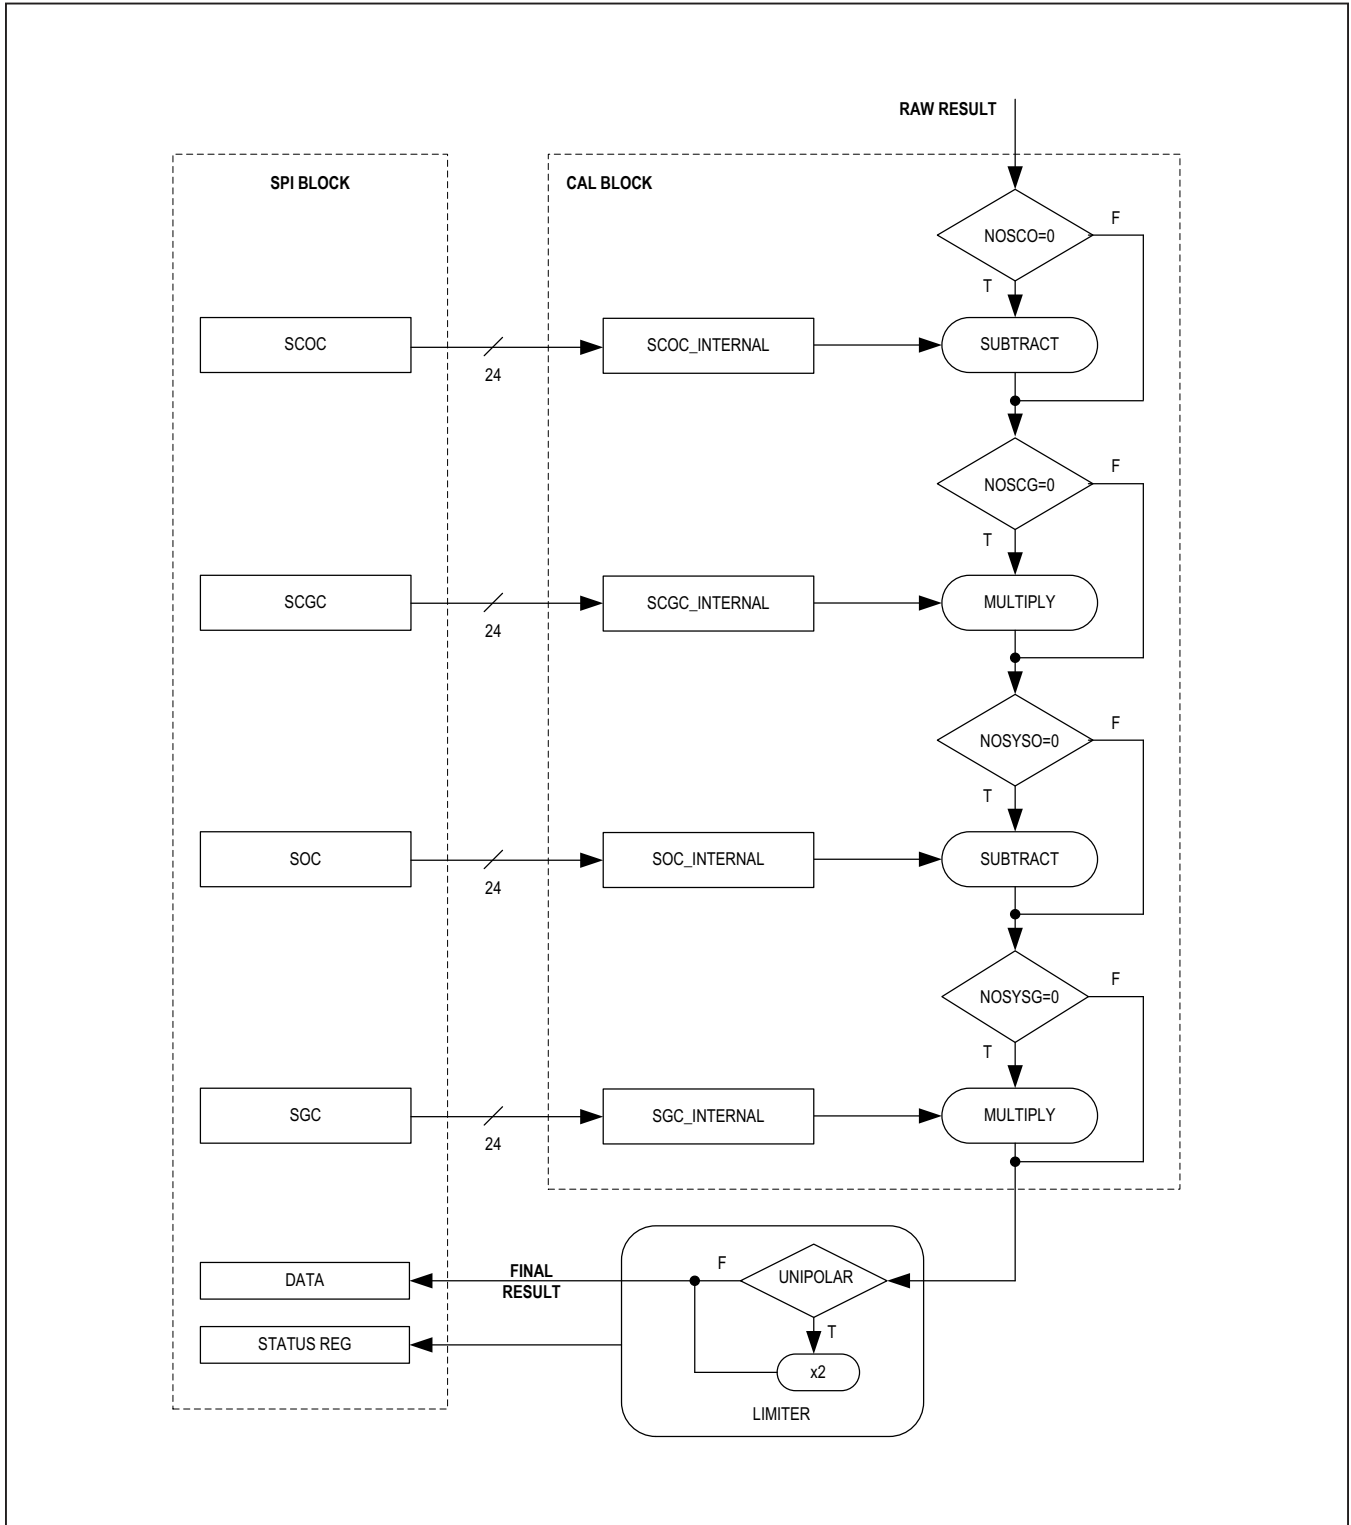 RAW RESULT
SPI BLOCK
CAL BLOCK
NOSCO=0
F
T
SCOC
24
SCOC_INTERNAL
SUBTRACT
NOSCG=0
F
T
SCGC
24
SCGC_INTERNAL
MULTIPLY
NOSYSO=0
F
T
SOC
24
SOC_INTERNAL
SUBTRACT
NOSYSG=0
F
T
SGC
24
SGC_INTERNAL
MULTIPLY
DATA
FINAL
RESULT
F
UNIPOLAR
T
STATUS REG
x2
LIMITER